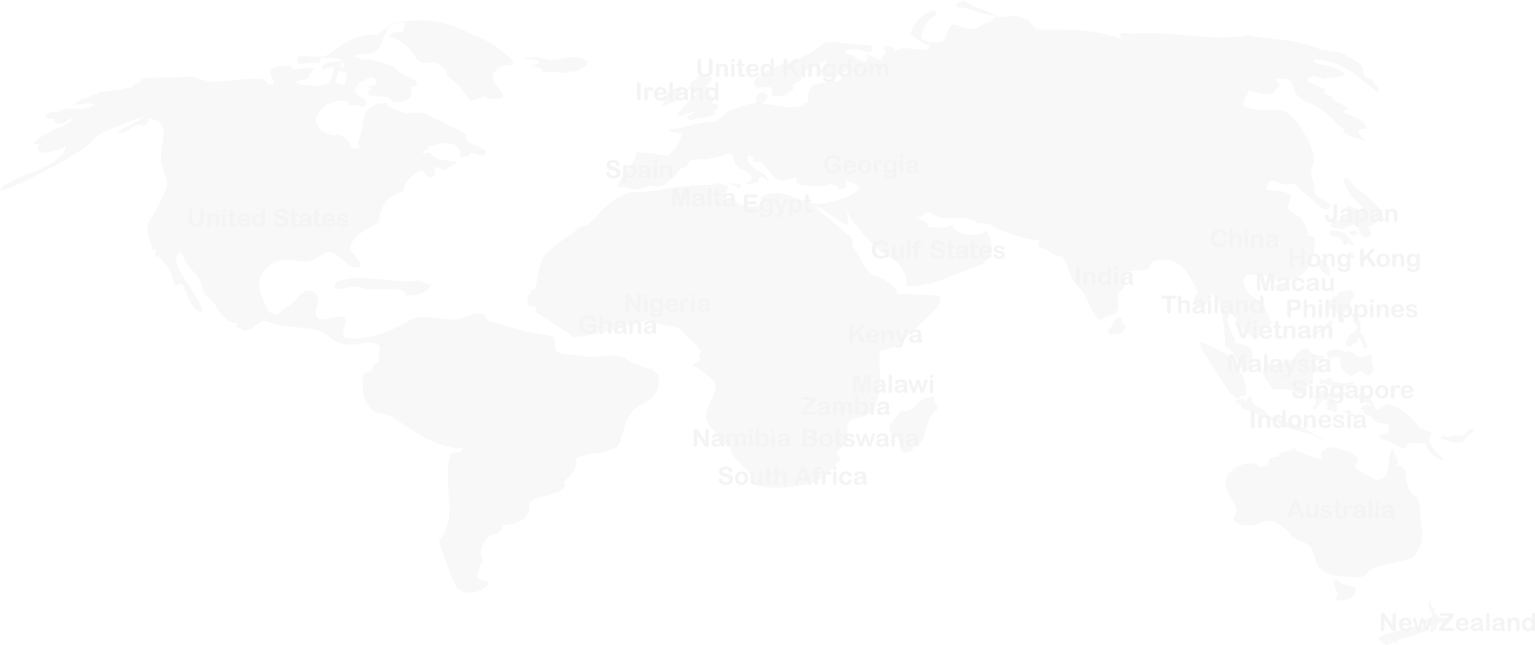 United Kingdom
Ireland
Georgia
Spain
Malta
Egypt
Japan
United States
China
Gulf States
Hong Kong
India
Macau
Nigeria
Thailand
Philippines
Ghana
Vietnam
Kenya
Malaysia
Malawi
Singapore
Zambia
Indonesia
Namibia
Botswana
South Africa
Australia
New Zealand